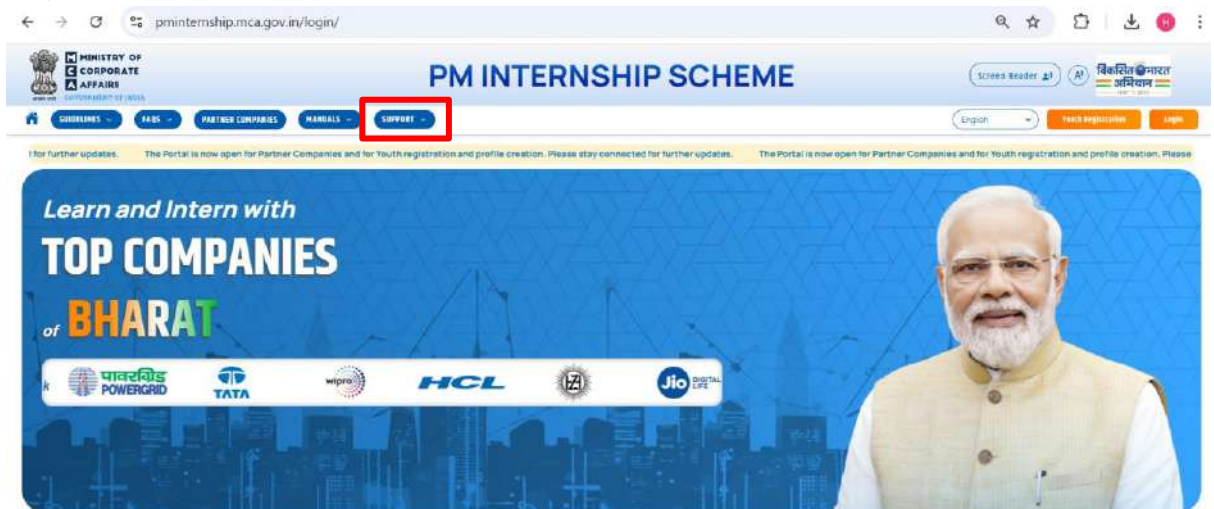 pminternship.mca.gov.in/login/
H
MINISTRY OF
CORPORATE
AFFAIRS
GOVERNMENT OF INDIA
PM INTERNSHIP SCHEME
Screen Reader
विकसित भारत
अभियान
GUIDELINES
FAQS
PARTNER COMPANIES
MANUALS
SUPPORT
English
Youth Registration
Login
l for further updates. The Portal is now open for Partner Companies and for Youth registration and profile creation. Please stay connected for further updates. The Portal is now open for Partner Companies and for Youth registration and profile creation. Please
Learn and Intern with
TOP COMPANIES
of BHARAT
k
पावरग्रिड
POWERGRID
TATA
wipro
HCL
Jio DIGITAL
LIFE